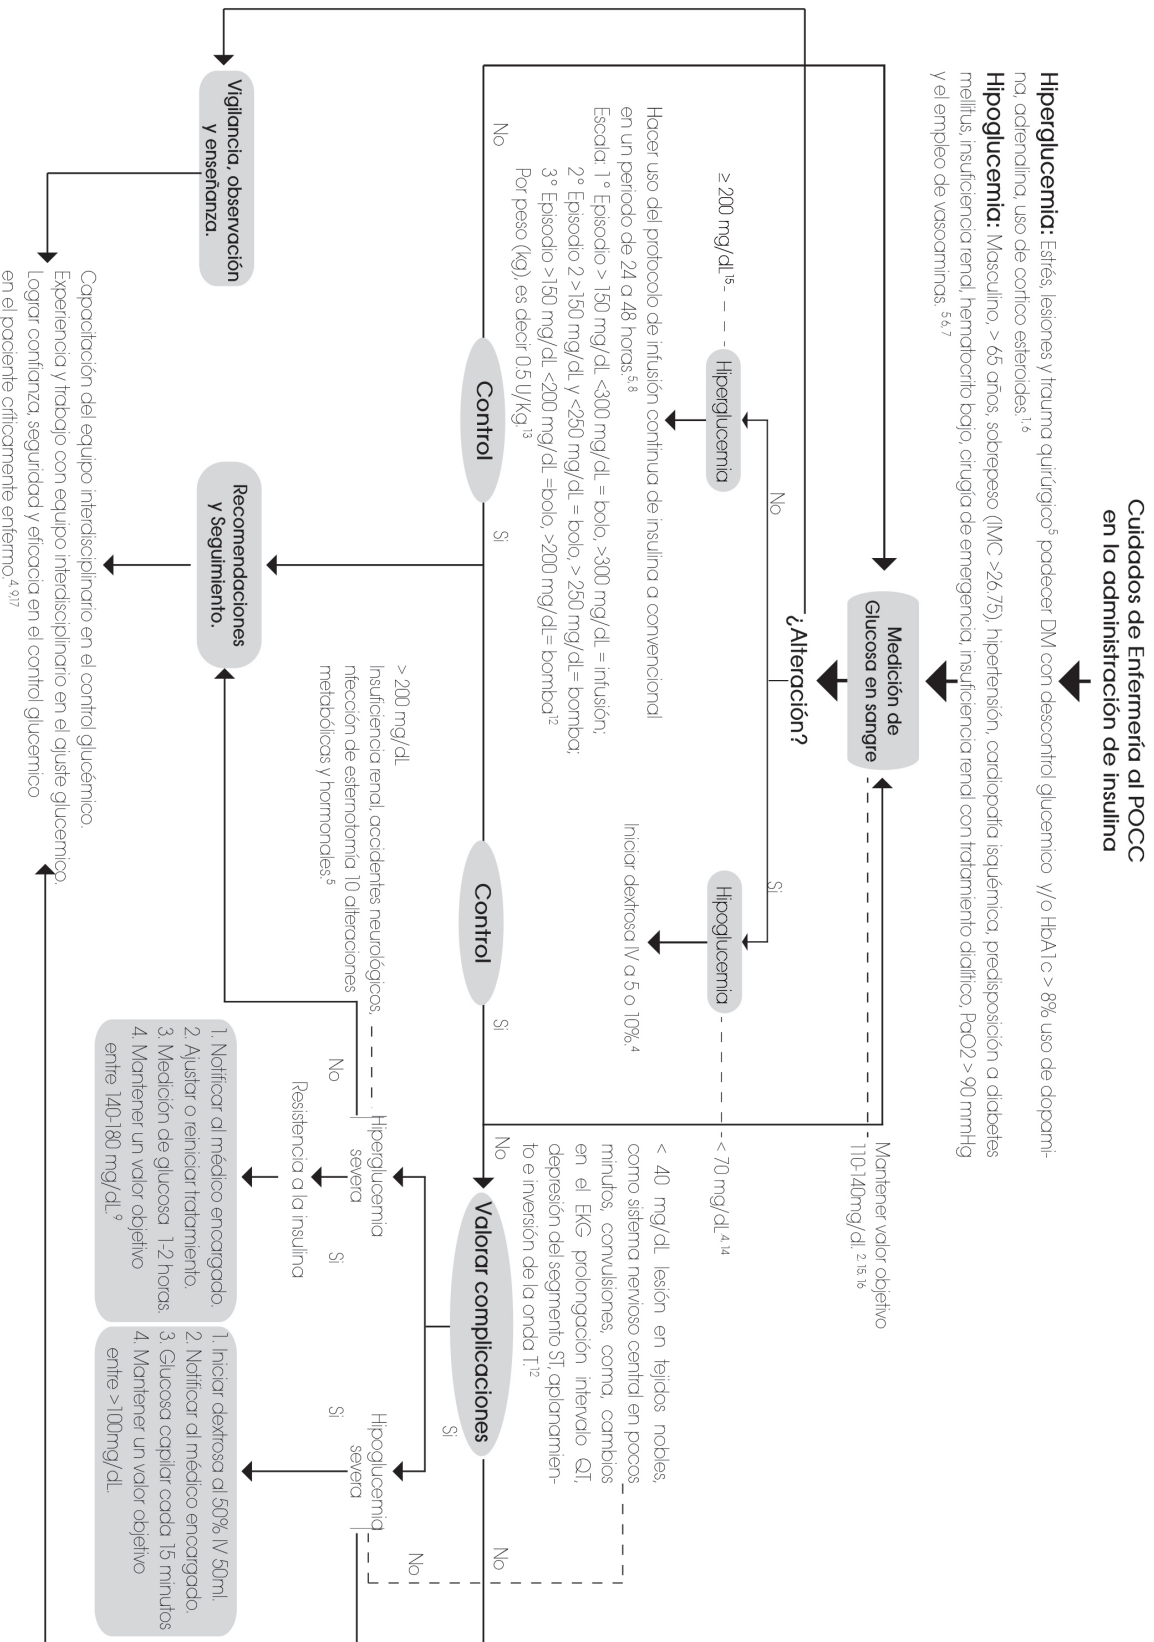 Cuidados de Enfermería al POCC
en la administración de insulina
Hiperglucemia: Estrés, lesiones y trauma quirúrgico⁵ padecer DM con descontrol glucemico y/o HbA1c > 8% uso de dopami-
na, adrenalina, uso de cortico esteroides.¹,⁶
Hipoglucemia: Masculino, > 65 años, sobrepeso (IMC >26.75), hipertensión, cardiopatía isquémica, predisposición a diabetes
mellitus, insuficiencia renal, hematocrito bajo, cirugía de emergencia, insuficiencia renal con tratamiento dialítico, PaO2 > 90 mmHg
y el empleo de vasoaminas. ⁵ ⁶,⁷
Medición de
Glucosa en sangre
Mantener valor objetivo
110-140mg/dl. ²,¹⁵,¹⁶
¿Alteración?
No
Si
≥ 200 mg/dL¹⁵
Hiperglucemia
Hipoglucemia
< 70 mg/dL⁴,¹⁴
Hacer uso del protocolo de infusión continua de insulina a convencional
en un periodo de 24 a 48 horas.⁵,⁸
Escala: 1° Episodio > 150 mg/dL <300 mg/dL = bolo, >300 mg/dL = infusión;
2° Episodio 2 >150 mg/dL y <250 mg/dL = bolo, > 250 mg/dL= bomba;
3° Episodio >150 mg/dL <200 mg/dL =bolo, >200 mg/dL= bomba¹²
Por peso (kg), es decir 0.5 U/Kg.¹³
Iniciar dextrosa IV a 5 o 10%.⁴
< 40 mg/dL lesión en tejidos nobles,
como sistema nervioso central en pocos
minutos, convulsiones, coma, cambios
en el EKG prolongación intervalo QT,
depresión del segmento ST, aplanamien-
to e inversión de la onda T.¹²
No
Control
Si
Control
Si
No
Valorar complicaciones
Si
No
> 200 mg/dL
Insuficiencia renal, accidentes neurológicos,
nfección de esternotomía 10 alteraciones
metabólicas y hormonales.⁵
Hiperglucemia
severa
No
Si
Resistencia a la insulina
Hipoglucemia
severa
Si
No
Vigilancia, observación
y enseñanza.
Recomendaciones
y Seguimiento.
1. Notificar al médico encargado.
2. Ajustar o reiniciar tratamiento.
3. Medición de glucosa 1-2 horas.
4. Mantener un valor objetivo
entre 140-180 mg/dL.⁹
1. Iniciar dextrosa al 50% IV 50ml.
2. Notificar al médico encargado.
3. Glucosa capilar cada 15 minutos
4. Mantener un valor objetivo
entre >100mg/dL.
Capacitación del equipo interdisciplinario en el control glucémico.
Experiencia y trabajo con equipo interdisciplinario en el ajuste glucemico.
Lograr confianza, seguridad y eficacia en el control glucemico
en el paciente críticamente enfermo.⁴,⁹,¹⁷